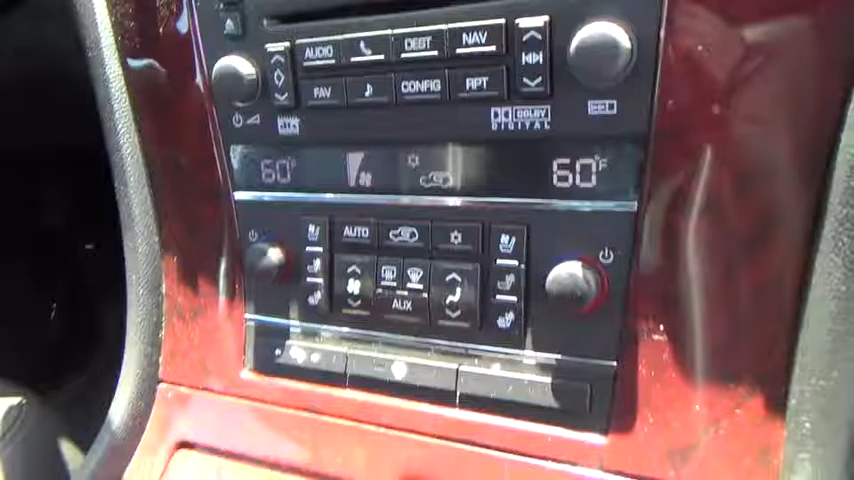 AUDIO DEST NAV
FAV CONFIG RPT
DOLBY
DIGITAL
60°F 60°F
AUTO
AUX